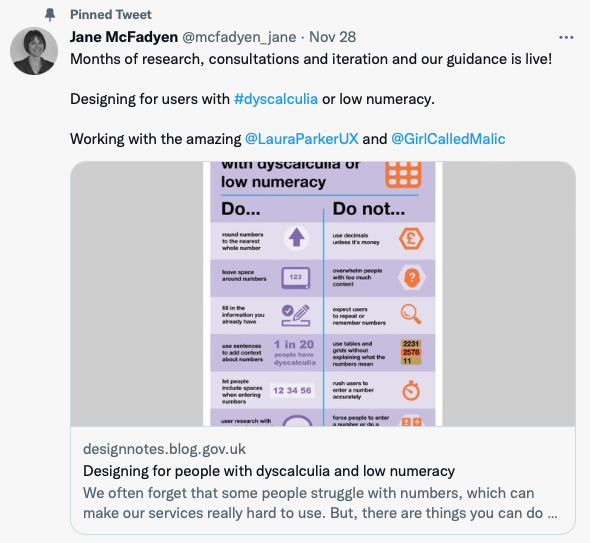 Pinned Tweet
Jane McFadyen @mcfadyen_jane · Nov 28
Months of research, consultations and iteration and our guidance is live!
Designing for users with #dyscalculia or low numeracy.
Working with the amazing @LauraParkerUX and @GirlCalledMalic
with dyscalculia or
low numeracy
Do...
Do not...
round numbers
to the nearest
whole number
use decimals
unless it's money
£
leave space
around numbers
123
overwhelm people
with too much
content
?
fill in the
information you
already have
expect users
to repeat or
remember numbers
use sentences
to add context
about numbers
1 in 20
people have
dyscalculia
use tables and
grids without
explaining what the
numbers mean
2231
2578
11
let people
include spaces
when entering
numbers
12 34 56
rush users to
enter a number
accurately
user research with
force people to enter
a number or do a
designnotes.blog.gov.uk
Designing for people with dyscalculia and low numeracy
We often forget that some people struggle with numbers, which can
make our services really hard to use. But, there are things you can do ...